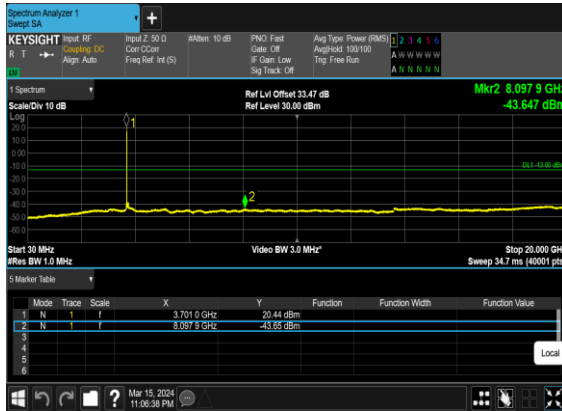 Spectrum Analyzer 1
Swept SA
KEYSIGHT Input: RF Input Z: 50 Ω #Atten: 10 dB PNO: Fast Avg Type: Power (RMS) 1 2 3 4 5 6
R T Coupling: DC Corr CCorr Gate: Off Avg|Hold: 100/100 A W W W W W
Align: Auto Freq Ref: Int (S) IF Gain: Low Trig: Free Run
LXI Sig Track: Off A N N N N N
1 Spectrum Ref Lvl Offset 33.47 dB Mkr2 8.097 9 GHz
Scale/Div 10 dB Ref Level 30.00 dBm -43.647 dBm
Log
20.0
10.0
0.00
-10.0
-20.0
-30.0
-40.0
-50.0
-60.0
1
DL1 -13.00 dBm
2
Start 30 MHz Video BW 3.0 MHz* Stop 20.000 GHz
#Res BW 1.0 MHz Sweep 34.7 ms (40001 pts)
5 Marker Table
Mode Trace Scale X Y Function Function Width Function Value
1 N 1 f 3.701 0 GHz 20.44 dBm
2 N 1 f 8.097 9 GHz -43.65 dBm
3
4
5
6
Local
? Mar 15, 2024
11:06:38 PM